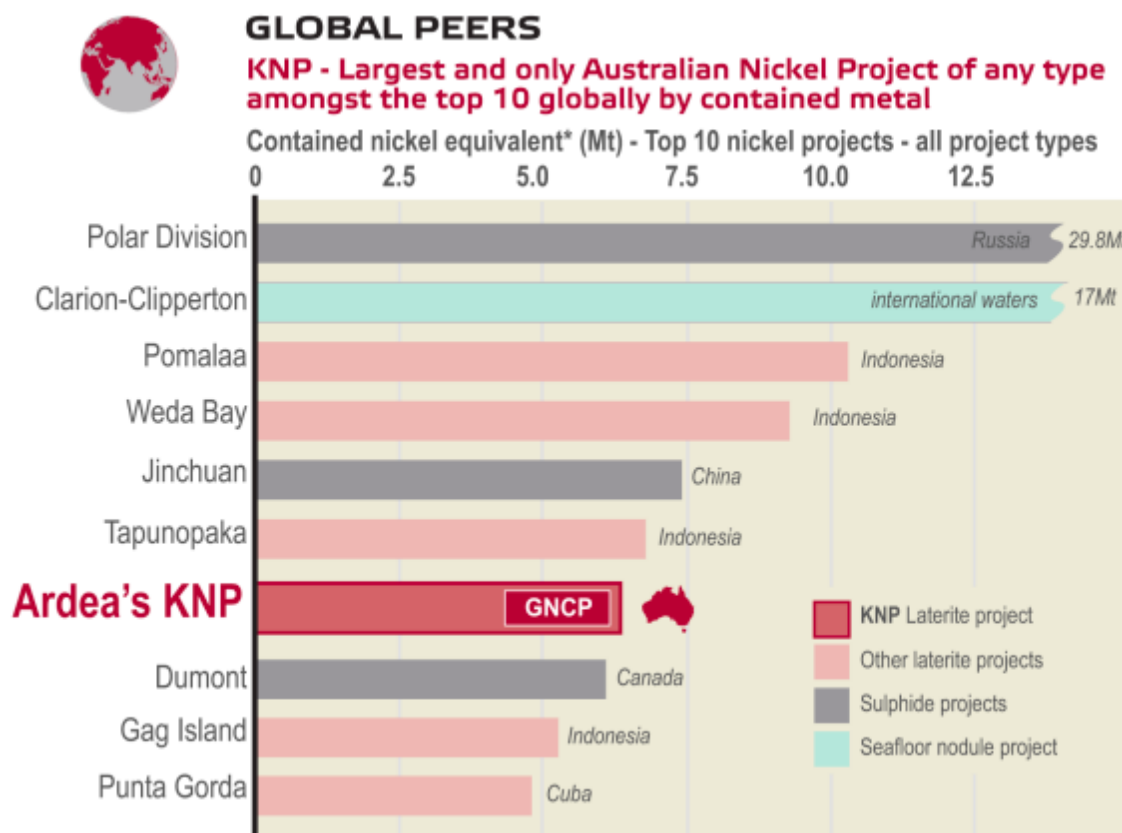 GLOBAL PEERS
KNP - Largest and only Australian Nickel Project of any type
amongst the top 10 globally by contained metal
Contained nickel equivalent* (Mt) - Top 10 nickel projects - all project types
0 2.5 5.0 7.5 10.0 12.5
Polar Division Russia 29.8M
Clarion-Clipperton international waters 17Mt
Pomalaa Indonesia
Weda Bay Indonesia
Jinchuan China
Tapunopaka Indonesia
Ardea's KNP GNCP
KNP Laterite project
Other laterite projects
Dumont Canada
Sulphide projects
Gag Island Indonesia
Seafloor nodule project
Punta Gorda Cuba